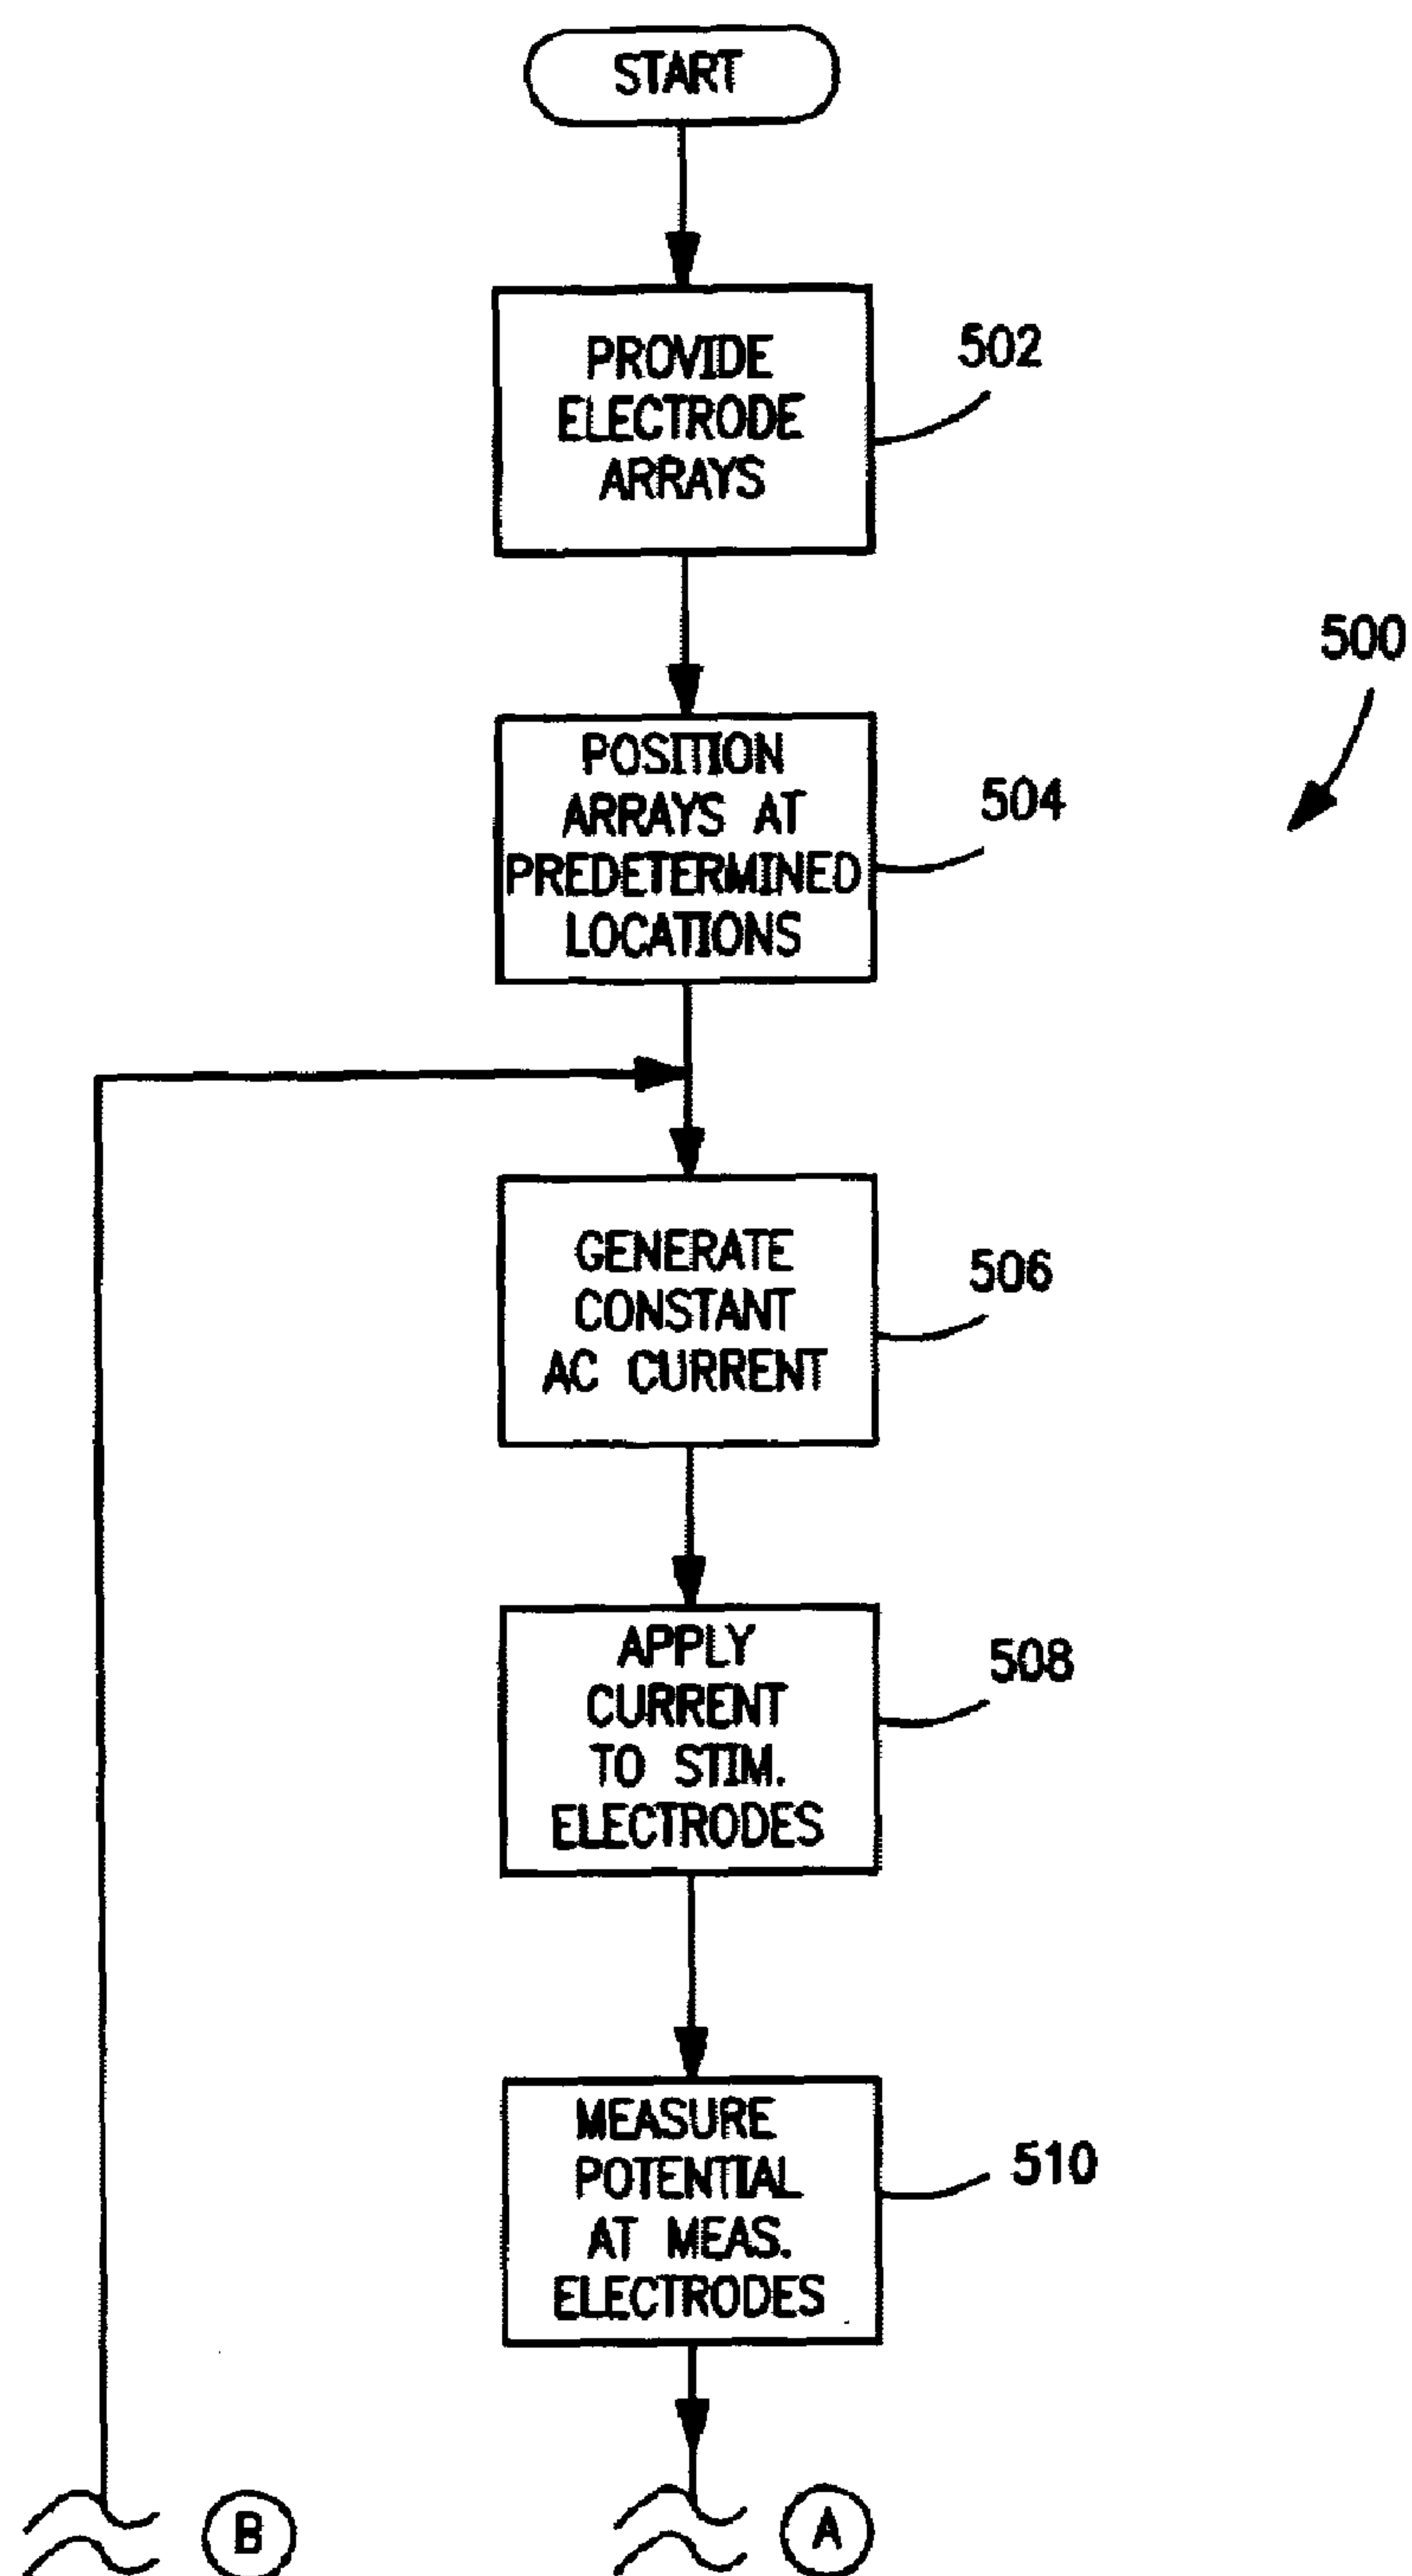 START
PROVIDE
ELECTRODE
ARRAYS
502
500
POSITION
ARRAYS AT
PREDETERMINED
LOCATIONS
504
GENERATE
CONSTANT
AC CURRENT
506
APPLY
CURRENT
TO STIM.
ELECTRODES
508
MEASURE
POTENTIAL
AT MEAS.
ELECTRODES
510
B
A